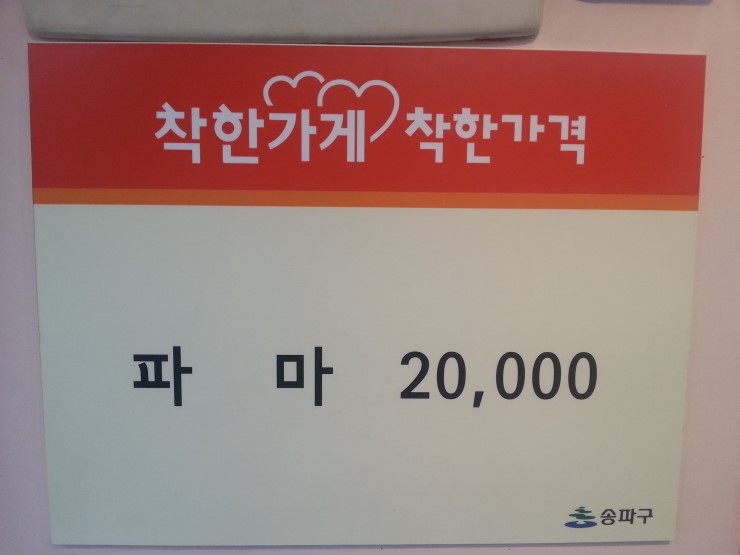 착한가게 착한가격
파 마 20,000
송파구